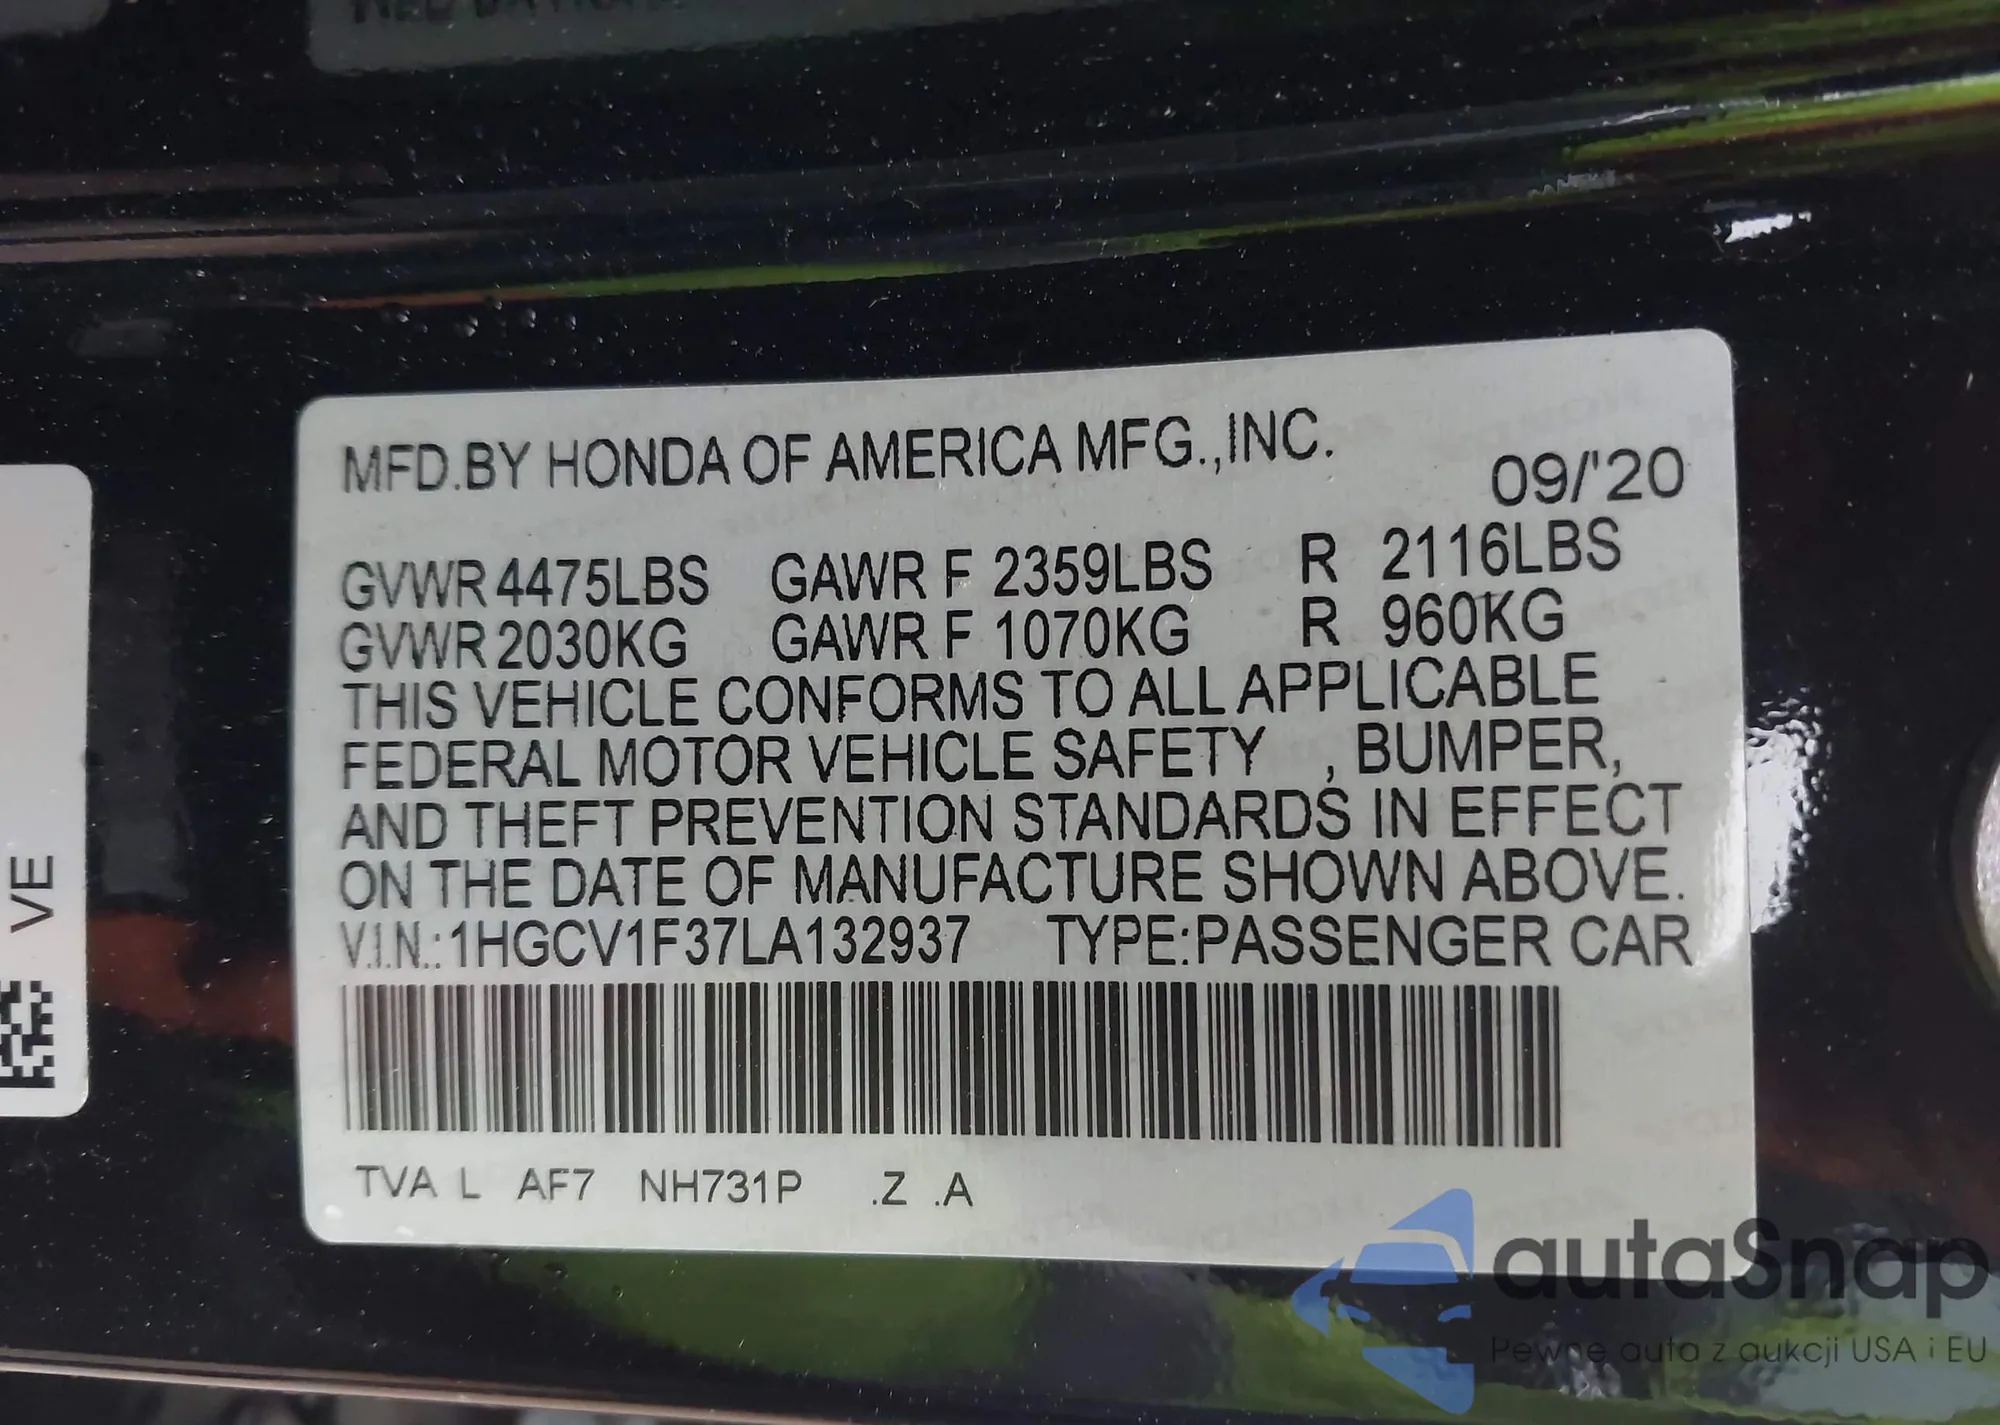 MFD.BY HONDA OF AMERICA MFG.,INC.
09/'20
GVWR 4475LBS GAWR F 2359LBS R 2116LBS
GVWR 2030KG GAWR F 1070KG R 960KG
THIS VEHICLE CONFORMS TO ALL APPLICABLE
FEDERAL MOTOR VEHICLE SAFETY , BUMPER,
AND THEFT PREVENTION STANDARDS IN EFFECT
ON THE DATE OF MANUFACTURE SHOWN ABOVE.
V.I.N.:1HGCV1F37LA132937 TYPE:PASSENGER CAR
TVA L AF7 NH731P .Z .A
VE
autaSnap
Pewne auta z aukcji USA i EU